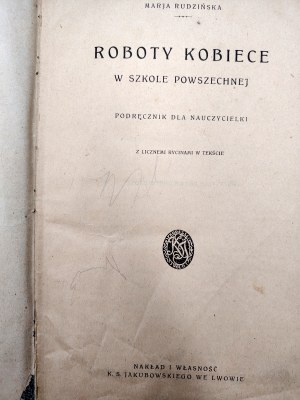 MARJA RUDZIŃSKA
ROBOTY KOBIECE
W SZKOLE POWSZECHNEJ
PODRĘCZNIK DLA NAUCZYCIELKI
Z LICZNEMI RYCINAMI W TEKŚCIE
NAKŁAD I WŁASNOŚĆ
K. S. JAKUBOWSKIEGO WE LWOWIE